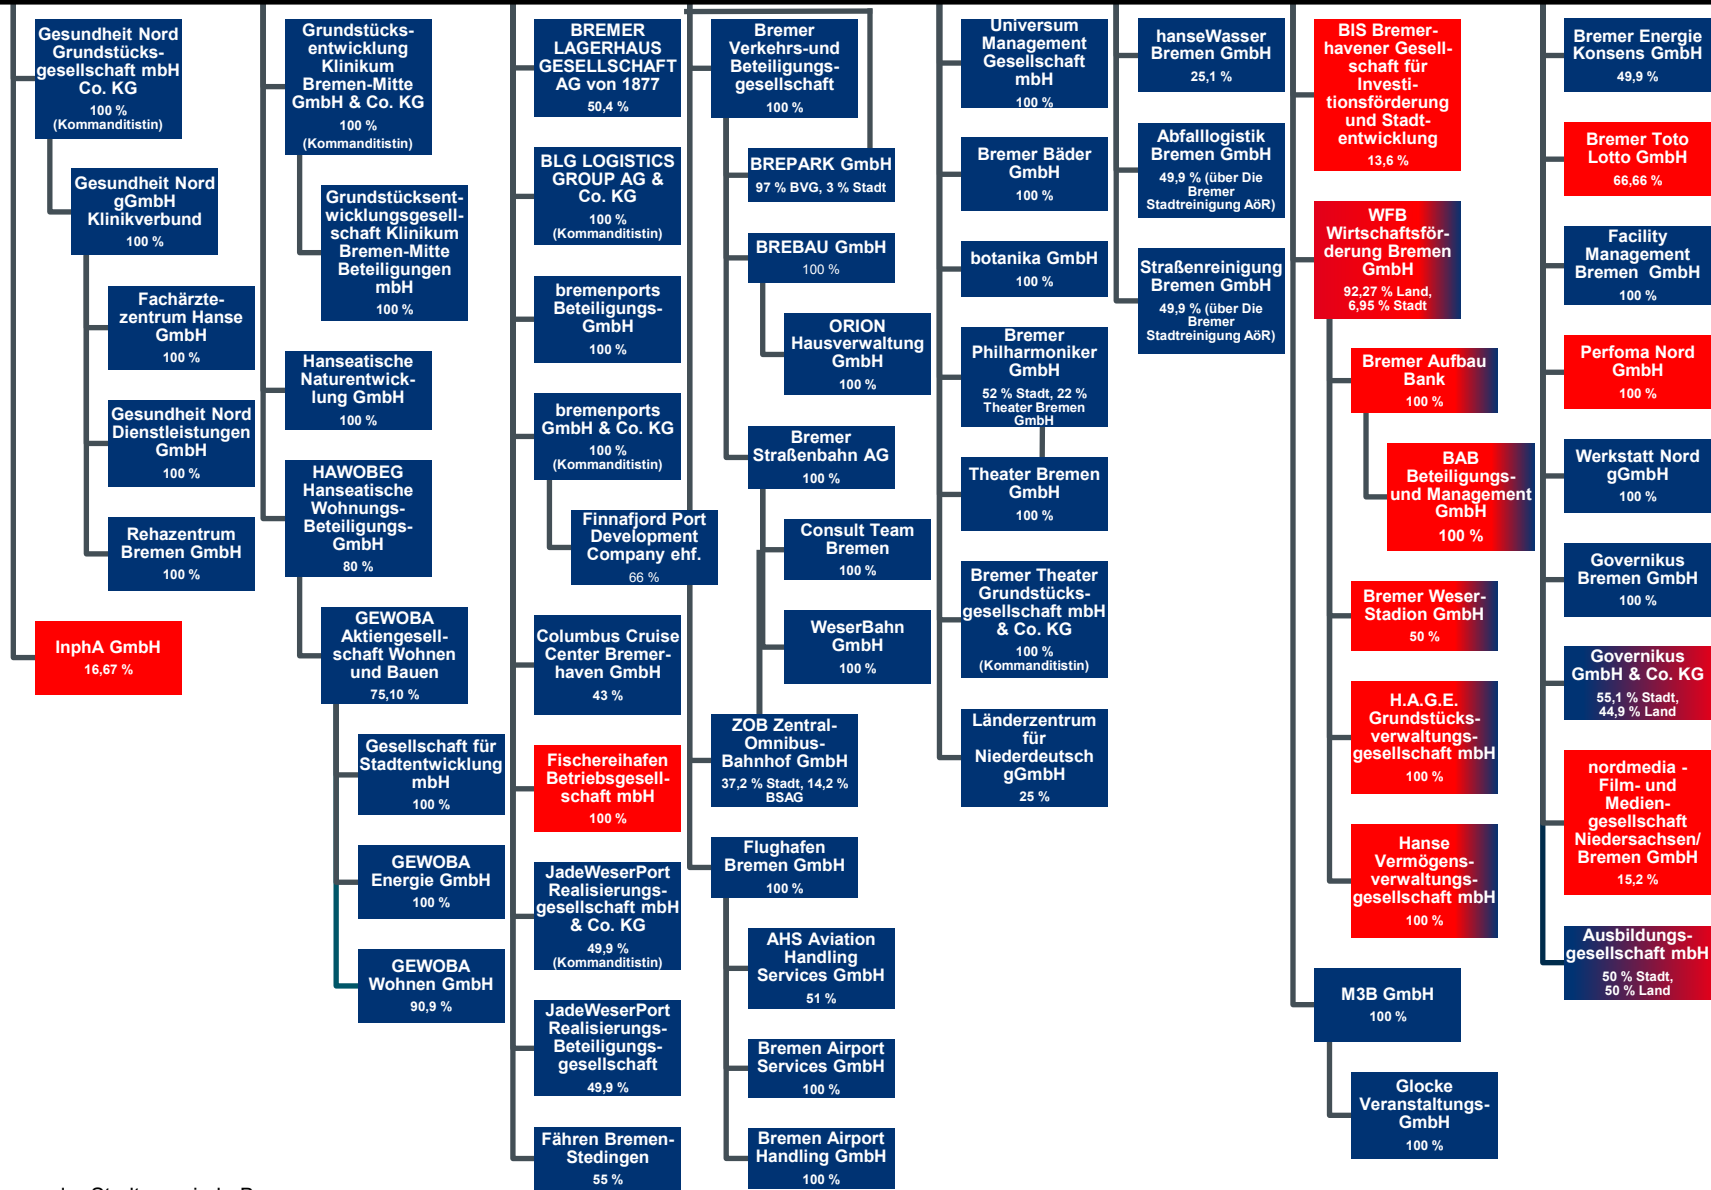 Gesundheit Nord
Grundstücks-
gesellschaft mbH
Co. KG
100 %
(Kommanditistin)
Gesundheit Nord
gGmbH
Klinikverbund
100 %
Fachärzte-
zentrum Hanse
GmbH
100 %
Gesundheit Nord
Dienstleistungen
GmbH
100 %
Rehazentrum
Bremen GmbH
100 %
InphA GmbH
16,67 %
Grundstücks-
entwicklung
Klinikum
Bremen-Mitte
GmbH & Co. KG
100 %
(Kommanditistin)
Grundstücksent-
wicklungsgesell-
schaft Klinikum
Bremen-Mitte
Beteiligungen
mbH
100 %
Hanseatische
Naturentwick-
lung GmbH
100 %
HAWOBEG
Hanseatische
Wohnungs-
Beteiligungs-
GmbH
80 %
GEWOBA
Aktiengesell-
schaft Wohnen
und Bauen
75,10 %
Gesellschaft für
Stadtentwicklung
mbH
100 %
GEWOBA
Energie GmbH
100 %
GEWOBA
Wohnen GmbH
90,9 %
BREMER
LAGERHAUS
GESELLSCHAFT
AG von 1877
50,4 %
BLG LOGISTICS
GROUP AG &
Co. KG
100 %
(Kommanditistin)
bremenports
Beteiligungs-
GmbH
100 %
bremenports
GmbH & Co. KG
100 %
(Kommanditistin)
Finnafjord Port
Development
Company ehf.
66 %
Columbus Cruise
Center Bremer-
haven GmbH
43 %
Fischereihafen
Betriebsgesell-
schaft mbH
100 %
JadeWeserPort
Realisierungs-
gesellschaft mbH
& Co. KG
49,9 %
(Kommanditistin)
JadeWeserPort
Realisierungs-
Beteiligungs-
gesellschaft
49,9 %
Fähren Bremen-
Stedingen
55 %
Bremer
Verkehrs-und
Beteiligungs-
gesellschaft
100 %
BREPARK GmbH
97 % BVG, 3 % Stadt
BREBAU GmbH
100 %
ORION
Hausverwaltung
GmbH
100 %
Bremer
Straßenbahn AG
100 %
Consult Team
Bremen
100 %
WeserBahn
GmbH
100 %
ZOB Zentral-
Omnibus-
Bahnhof GmbH
37,2 % Stadt, 14,2 %
BSAG
Flughafen
Bremen GmbH
100 %
AHS Aviation
Handling
Services GmbH
51 %
Bremen Airport
Services GmbH
100 %
Bremen Airport
Handling GmbH
100 %
Universum
Management
Gesellschaft
mbH
100 %
Bremer Bäder
GmbH
100 %
botanika GmbH
100 %
Bremer
Philharmoniker
GmbH
52 % Stadt, 22 %
Theater Bremen
GmbH
Theater Bremen
GmbH
100 %
Bremer Theater
Grundstücks-
gesellschaft mbH
& Co. KG
100 %
(Kommanditistin)
Länderzentrum
für
Niederdeutsch
gGmbH
25 %
hanseWasser
Bremen GmbH
25,1 %
Abfalllogistik
Bremen GmbH
49,9 % (über Die
Bremer
Stadtreinigung AöR)
Straßenreinigung
Bremen GmbH
49,9 % (über Die
Bremer
Stadtreinigung AöR)
BIS Bremer-
havener Gesell-
schaft für
Investi-
tionsförderung
und Stadt-
entwicklung
13,6 %
WFB
Wirtschaftsför-
derung Bremen
GmbH
92,27 % Land,
6,95 % Stadt
Bremer Aufbau
Bank
100 %
BAB
Beteiligungs-
und Management
GmbH
100 %
Bremer Weser-
Stadion GmbH
50 %
H.A.G.E.
Grundstücks-
verwaltungs-
gesellschaft mbH
100 %
Hanse
Vermögens-
verwaltungs-
gesellschaft mbH
100 %
M3B GmbH
100 %
Glocke
Veranstaltungs-
GmbH
100 %
Bremer Energie
Konsens GmbH
49,9 %
Bremer Toto
Lotto GmbH
66,66 %
Facility
Management
Bremen GmbH
100 %
Perfoma Nord
GmbH
100 %
Werkstatt Nord
gGmbH
100 %
Governikus
Bremen GmbH
100 %
Governikus
GmbH & Co. KG
55,1 % Stadt,
44,9 % Land
nordmedia -
Film- und
Medien-
gesellschaft
Niedersachsen/
Bremen GmbH
15,2 %
Ausbildungs-
gesellschaft mbH
50 % Stadt,
50 % Land